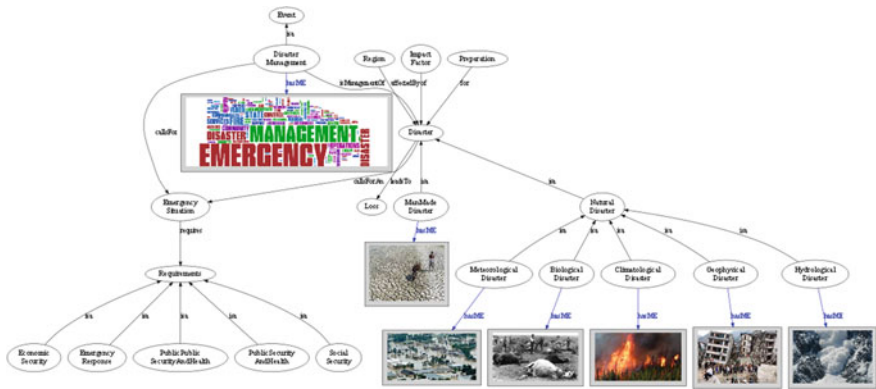 Event
isa
Disaster
Management
Region
Impact
Factor
Preparation
hasME
isManagementOf
affectedBy
of
for
MANAGEMENT
DISASTER
EMERGENCY
DISASTER
callsFor
Disaster
callsForAn
leadsTo
isa
isa
Emergency
Situation
Loss
ManMade
Disaster
Natural
Disaster
requires
hasME
isa
isa
isa
isa
isa
Requirements
Meteorological
Disaster
Biological
Disaster
Climatological
Disaster
Geophysical
Disaster
Hydrological
Disaster
isa
isa
isa
isa
isa
hasME
hasME
hasME
hasME
hasME
Economic
Security
Emergency
Response
PublicPublic
SecurityAndHealth
PublicSecurity
AndHealth
Social
Security